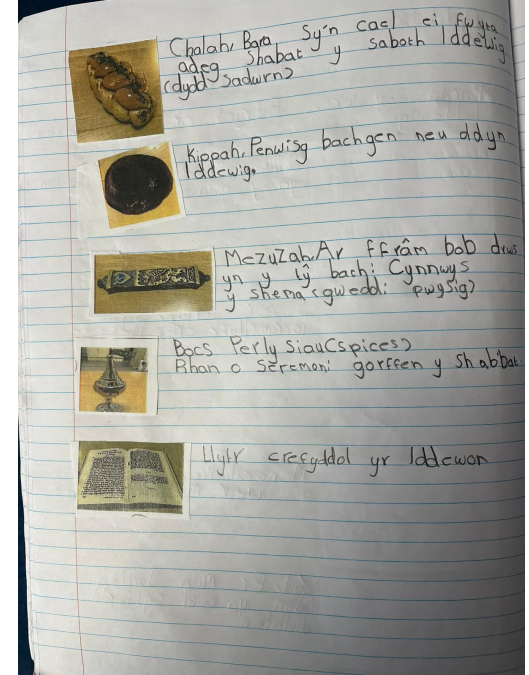 Chalah, Bara sy'n cael ei fwyta
adeg Shabat y saboth Iddewig
(dydd sadwrn)
Kippah, Penwisg bachgen neu ddyn
Iddewig.
Mezuzah, Ar ffrâm bob drws
yn y tŷ bach: Cynnwys
y shema (gweddi pwysig)
Bocs Perlysiau (spices)
Rhan o Seremoni gorffen y Shabbat
Llyfr crefyddol yr Iddewon